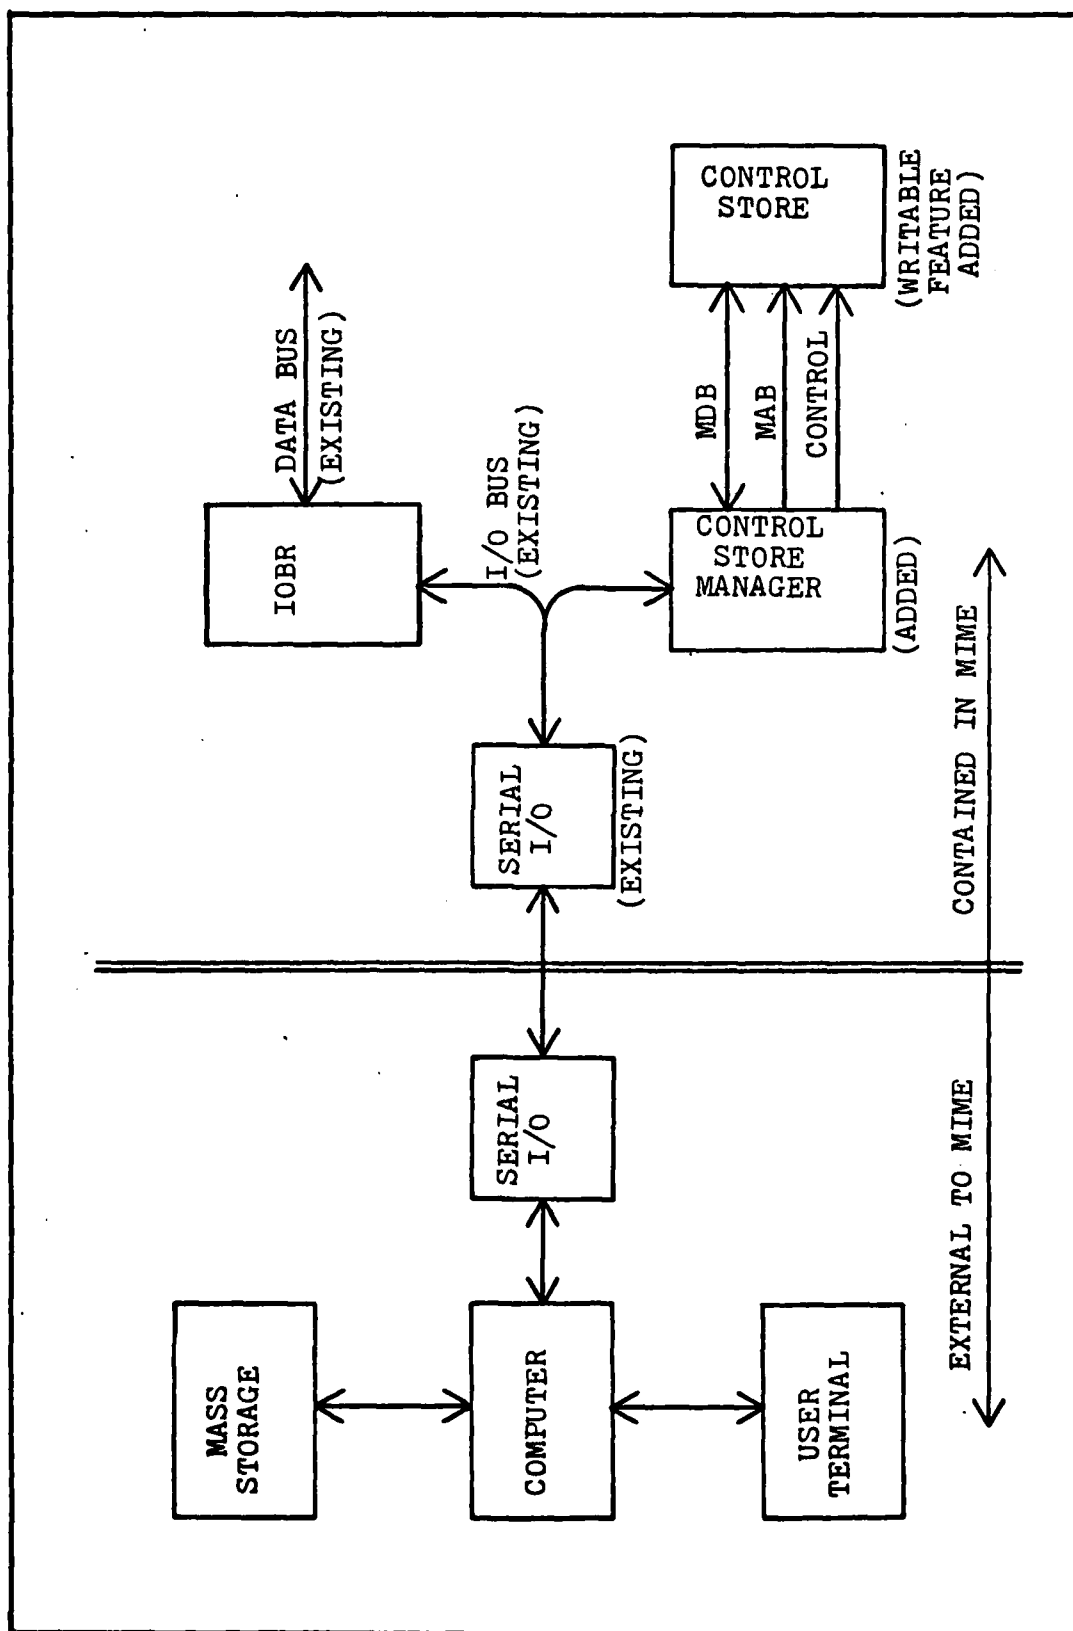 MASS
STORAGE
COMPUTER
USER
TERMINAL
SERIAL
I/O
SERIAL
I/O
(EXISTING)
IOBR
DATA BUS
(EXISTING)
I/O BUS
(EXISTING)
CONTROL
STORE
MANAGER
(ADDED)
MDB
MAB
CONTROL
CONTROL
STORE
(WRITABLE
FEATURE
ADDED)
EXTERNAL TO MIME
CONTAINED IN MIME